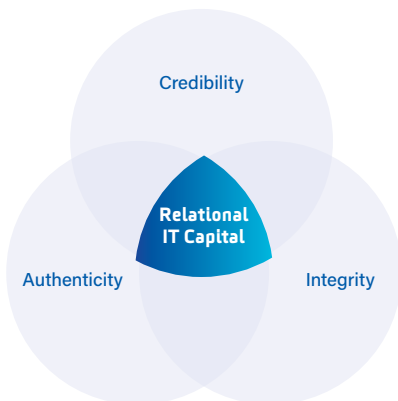 Credibility
Relational
IT Capital
Authenticity
Integrity